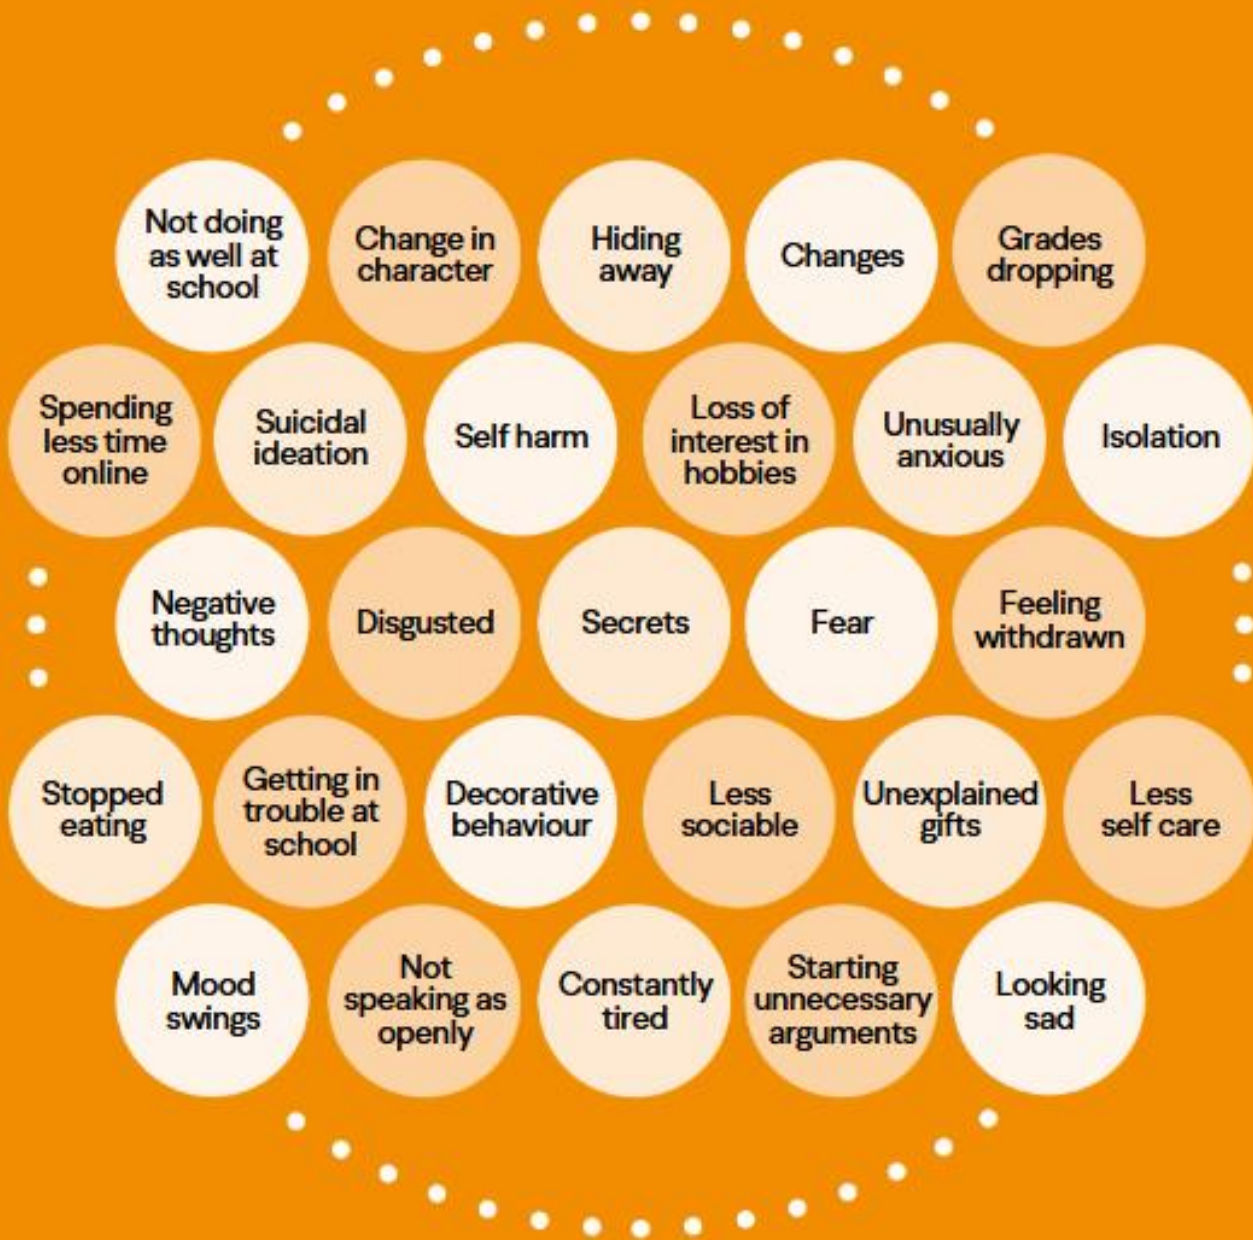 Not doing
as well at
school
Change in
character
Hiding
away
Changes
Grades
dropping
Spending
less time
online
Suicidal
ideation
Self harm
Loss of
interest in
hobbies
Unusually
anxious
Isolation
Negative
thoughts
Disgusted
Secrets
Fear
Feeling
withdrawn
Stopped
eating
Getting in
trouble at
school
Decorative
behaviour
Less
sociable
Unexplained
gifts
Less
self care
Mood
swings
Not
speaking as
openly
Constantly
tired
Starting
unnecessary
arguments
Looking
sad